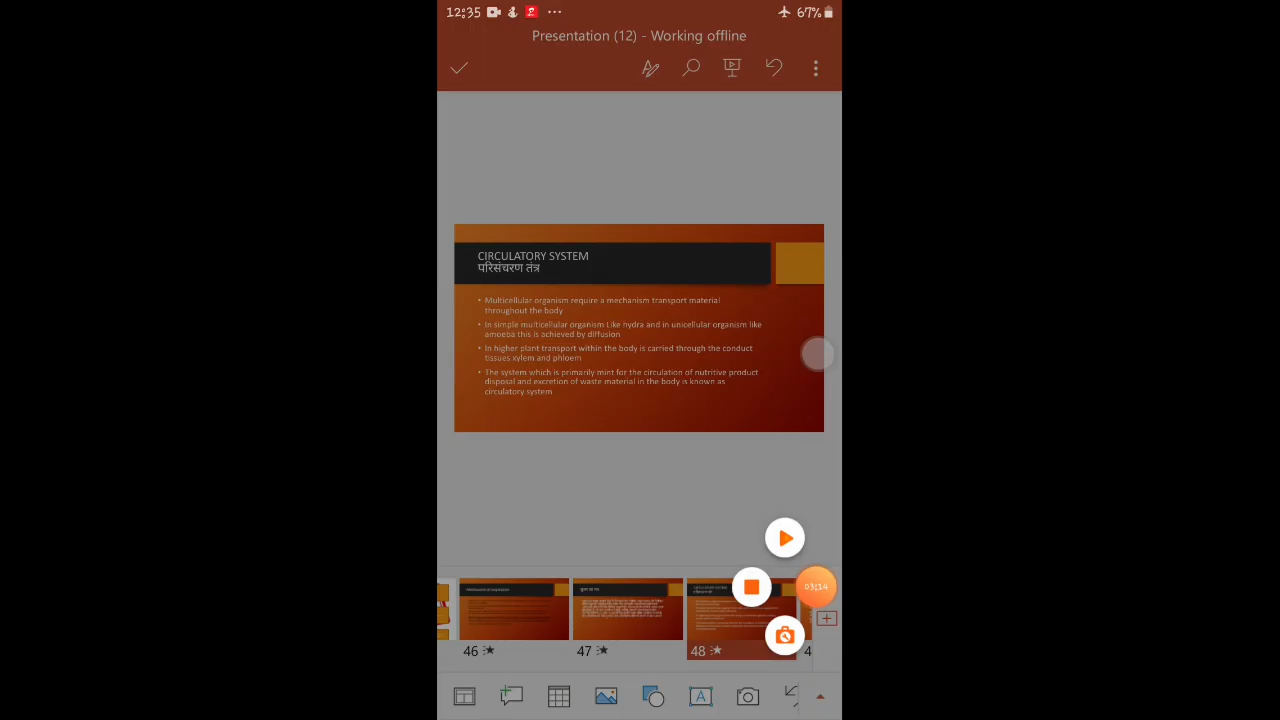 12:35
67%
Presentation (12) - Working offline
CIRCULATORY SYSTEM
परिसंचरण तंत्र
• Multicellular organism require a mechanism transport material
throughout the body
• In simple multicellular organism Like hydra and in unicellular organism like
amoeba this is achieved by diffusion
• In higher plant transport within the body is carried through the conduct
tissues xylem and phloem
• The system which is primarily mint for the circulation of nutritive product
disposal and excretion of waste material in the body is known as
circulatory system
03:14
46
47
48
4